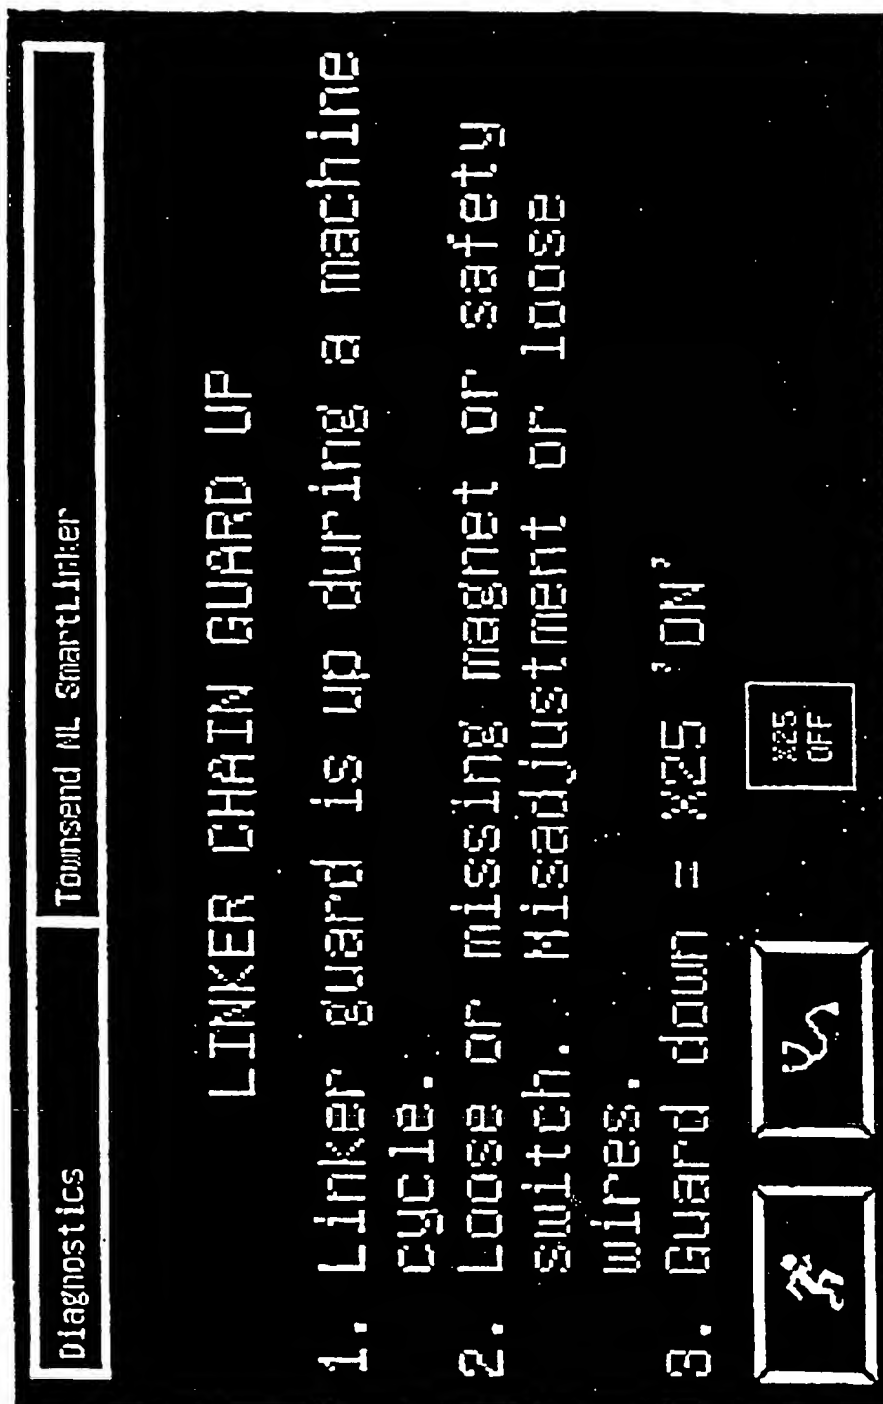 Diagnostics
Townsend ML SmartLinker
LINKER CHAIN GUARD UP
1. Linker guard is up during a machine
cycle.
2. Loose or missing magnet or safety
switch. Misadjustment or loose
wires.
3. Guard down = X25 'ON'
X25
OFF